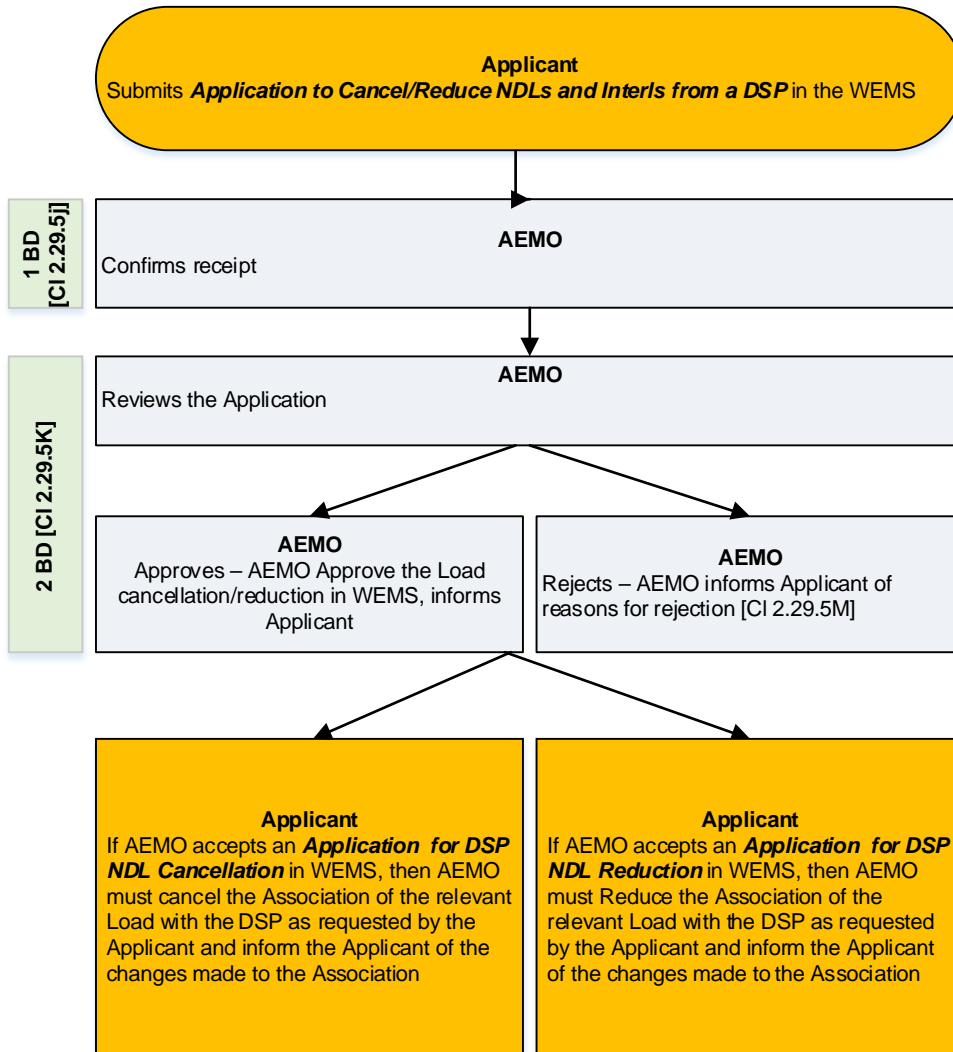 Applicant
Submits Application to Cancel/Reduce NDLs and Interls from a DSP in the WEMS
1 BD
[Cl 2.29.5j]
AEMO
Confirms receipt
2 BD [Cl 2.29.5K]
AEMO
Reviews the Application
AEMO
Approves – AEMO Approve the Load
cancellation/reduction in WEMS, informs
Applicant
AEMO
Rejects – AEMO informs Applicant of
reasons for rejection [Cl 2.29.5M]
Applicant
If AEMO accepts an Application for DSP
NDL Cancellation in WEMS, then AEMO
must cancel the Association of the relevant
Load with the DSP as requested by the
Applicant and inform the Applicant of the
changes made to the Association
Applicant
If AEMO accepts an Application for DSP
NDL Reduction in WEMS, then AEMO
must Reduce the Association of the
relevant Load with the DSP as requested
by the Applicant and inform the Applicant
of the changes made to the Association